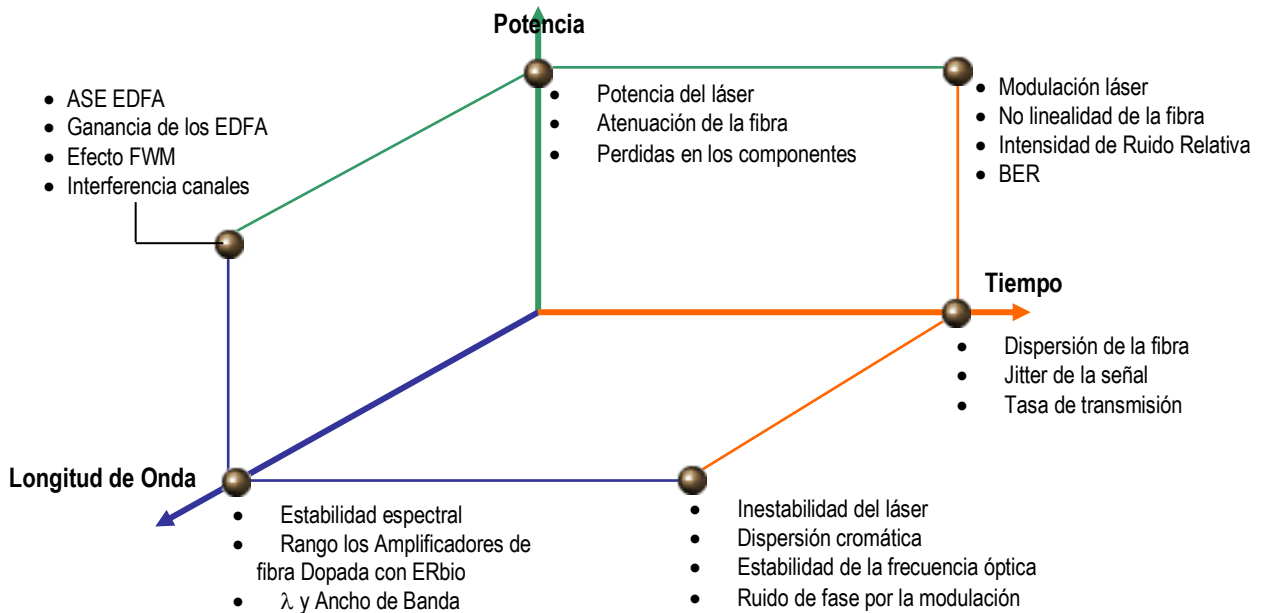 Potencia
• ASE EDFA
• Ganancia de los EDFA
• Efecto FWM
• Interferencia canales
• Potencia del láser
• Atenuación de la fibra
• Perdidas en los componentes
• Modulación láser
• No linealidad de la fibra
• Intensidad de Ruido Relativa
• BER
Tiempo
• Dispersión de la fibra
• Jitter de la señal
• Tasa de transmisión
Longitud de Onda
• Estabilidad espectral
• Rango los Amplificadores de
fibra Dopada con ERbio
• λ y Ancho de Banda
• Inestabilidad del láser
• Dispersión cromática
• Estabilidad de la frecuencia óptica
• Ruido de fase por la modulación